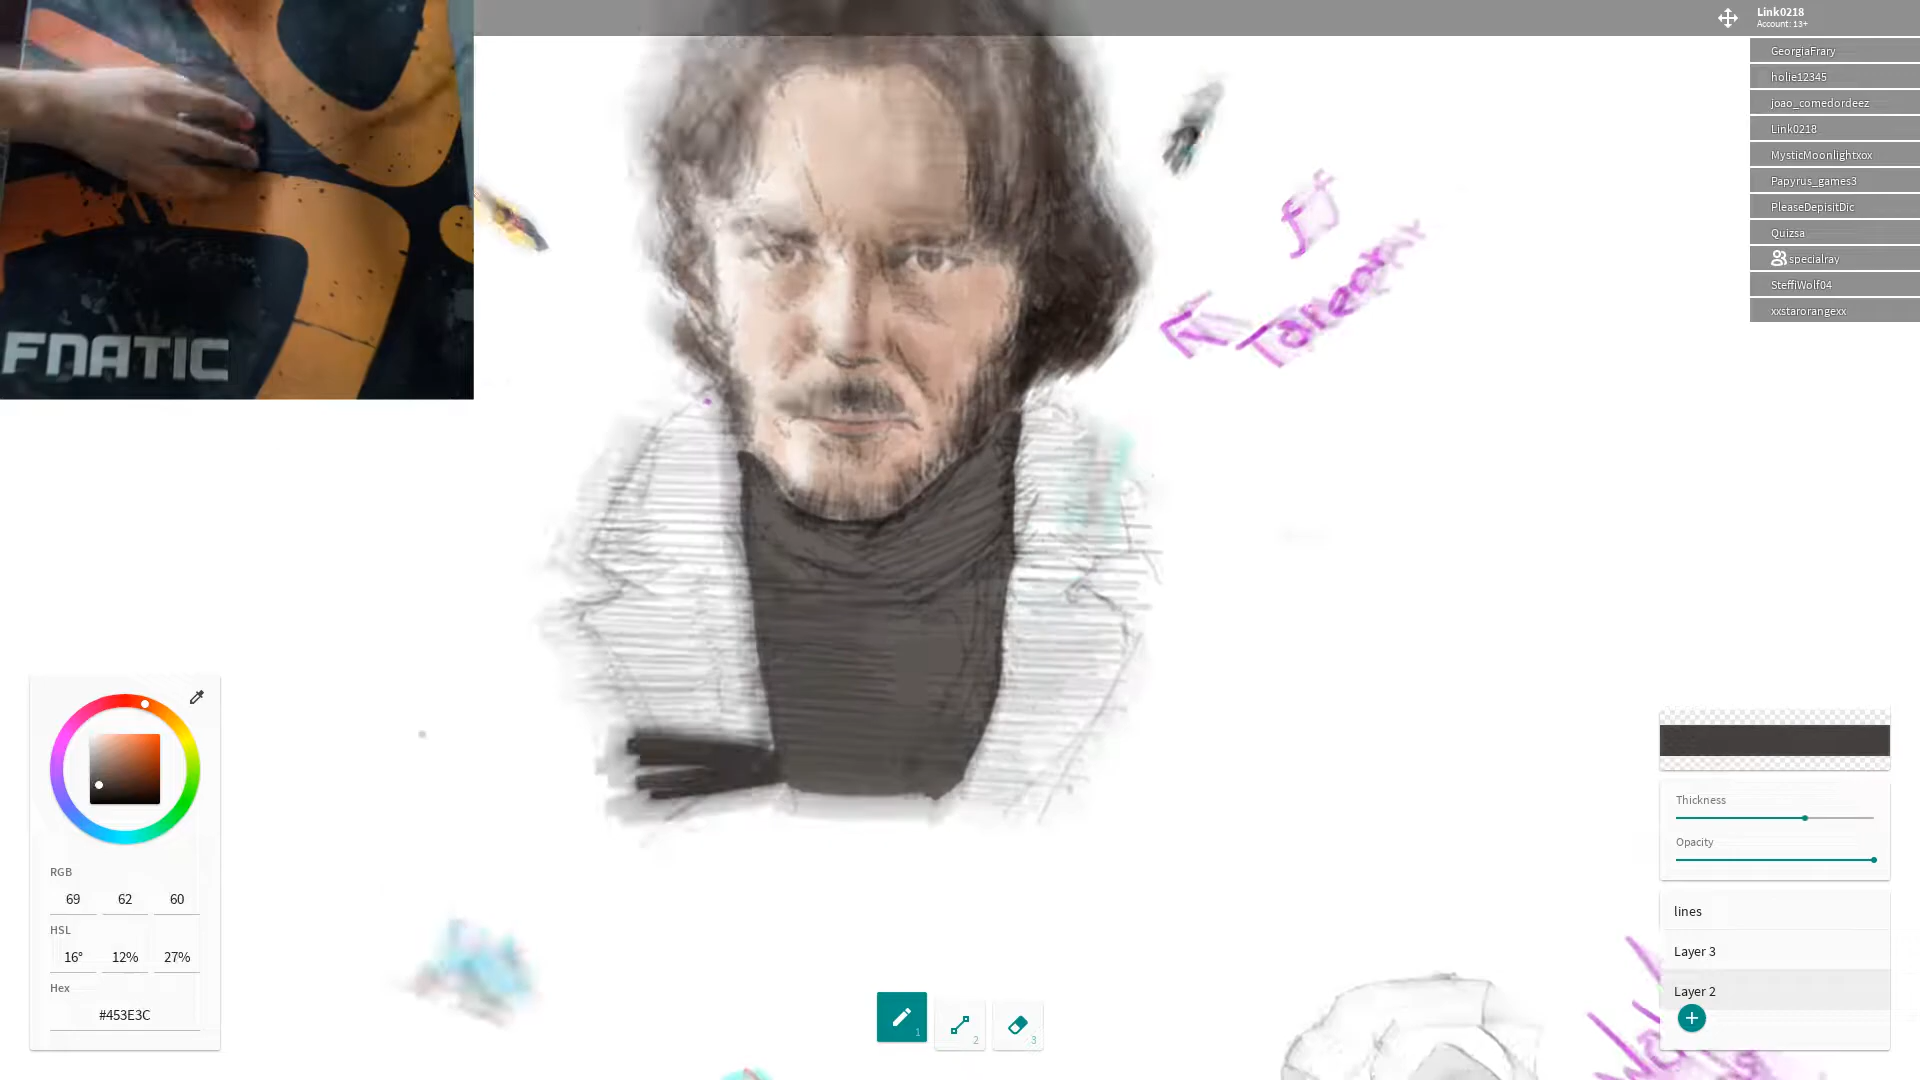 FNATIC
Link0218
Account: 13+
GeorgiaFrary
holie12345
joao_comedordeez
Link0218
MysticMoonlightxox
Papyrus_games3
PleaseDepisitDic
Quizsa
specialray
SteffiWolf04
xxstarorangexx
RGB
69 62 60
HSL
16° 12% 27%
Hex
#453E3C
1
2
3
Thickness
Opacity
lines
Layer 3
Layer 2